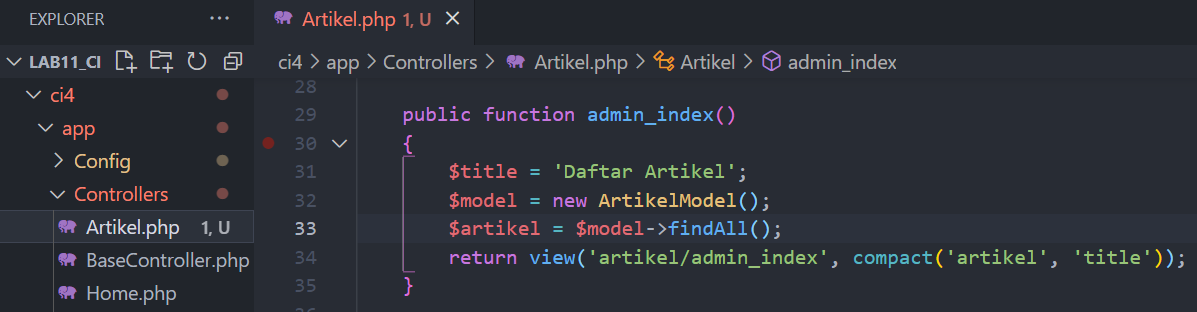 EXPLORER ...
Artikel.php 1, U
LAB11_CI
ci4 > app > Controllers > Artikel.php > Artikel > admin_index
ci4
app
Config
Controllers
Artikel.php 1, U
BaseController.php
Home.php
28
29 public function admin_index()
30 {
31 $title = 'Daftar Artikel';
32 $model = new ArtikelModel();
33 $artikel = $model->findAll();
34 return view('artikel/admin_index', compact('artikel', 'title'));
35 }